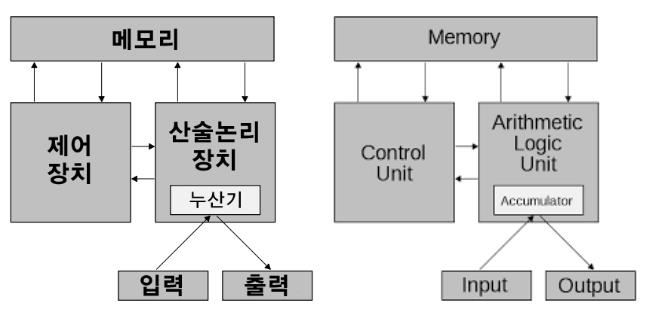 메모리
제어
장치
산술논리
장치
누산기
입력
출력
Memory
Control
Unit
Arithmetic
Logic
Unit
Accumulator
Input
Output